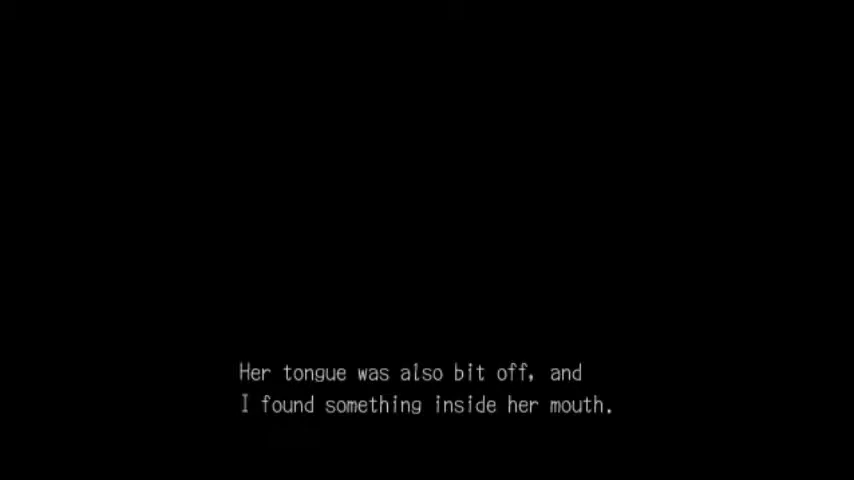 Her tongue was also bit off, and
I found something inside her mouth.